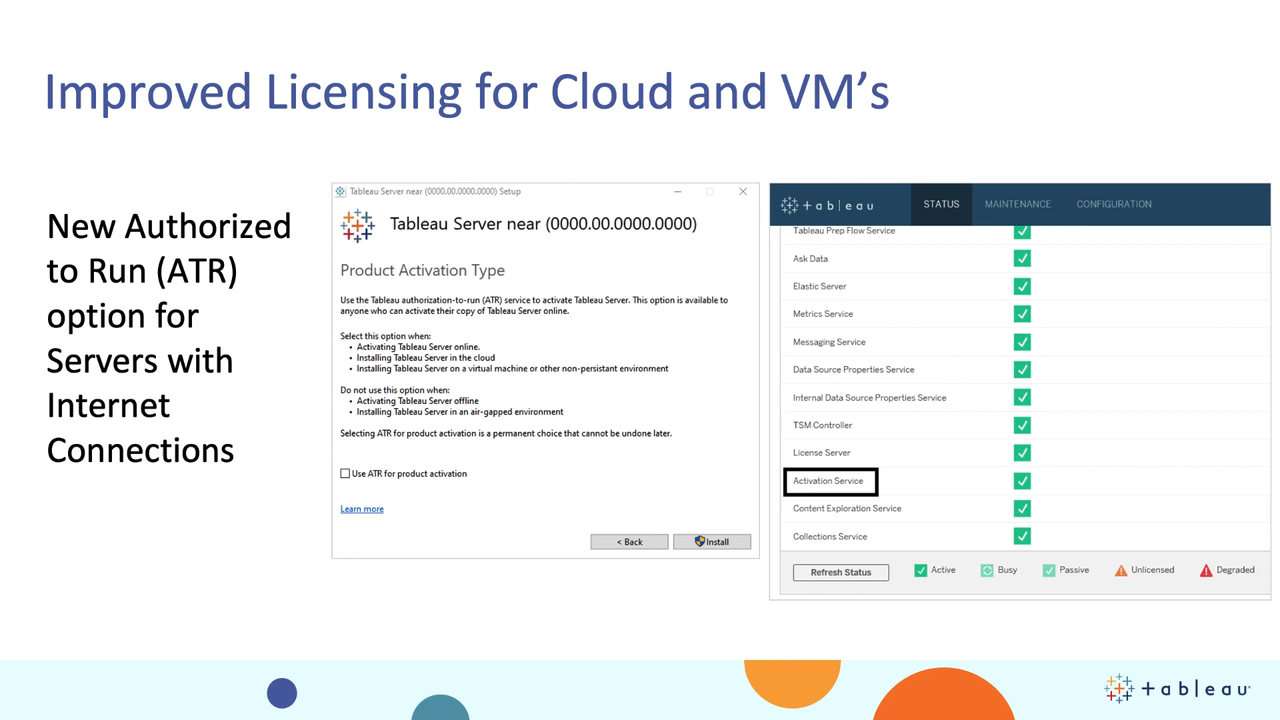 Improved Licensing for Cloud and VM’s
New Authorized
to Run (ATR)
option for
Servers with
Internet
Connections
Tableau Server near (0000.00.0000.0000) Setup
Tableau Server near (0000.00.0000.0000)
Product Activation Type
Use the Tableau authorization-to-run (ATR) service to activate Tableau Server. This option is available to
anyone who can activate their copy of Tableau Server online.
Select this option when:
• Activating Tableau Server online.
• Installing Tableau Server in the cloud
• Installing Tableau Server on a virtual machine or other non-persistant environment
Do not use this option when:
• Activating Tableau Server offline
• Installing Tableau Server in an air-gapped environment
Selecting ATR for product activation is a permanent choice that cannot be undone later.
Use ATR for product activation
Learn more
< Back Install
+ableau STATUS MAINTENANCE CONFIGURATION
Tableau Prep Flow Service
Ask Data
Elastic Server
Metrics Service
Messaging Service
Data Source Properties Service
Internal Data Source Properties Service
TSM Controller
License Server
Activation Service
Content Exploration Service
Collections Service
Refresh Status Active Busy Passive Unlicensed Degraded
+ableau